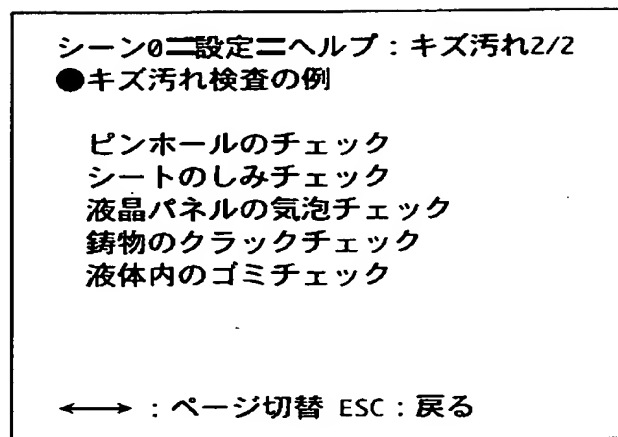 シーン0＝設定＝ヘルプ：キズ汚れ2/2
●キズ汚れ検査の例
ピンホールのチェック
シートのしみチェック
液晶パネルの気泡チェック
鋳物のクラックチェック
液体内のゴミチェック
←→：ページ切替 ESC：戻る